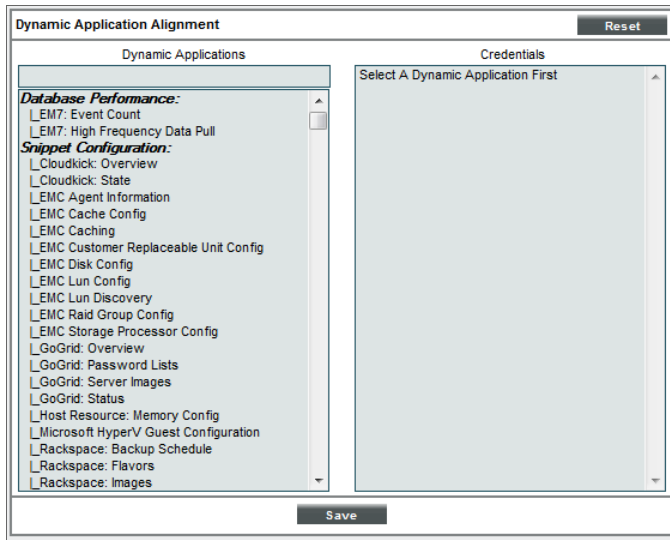 Dynamic Application Alignment
Reset
Dynamic Applications
Credentials
Select A Dynamic Application First
Database Performance:
|_EM7: Event Count
|_EM7: High Frequency Data Pull
Snippet Configuration:
|_Cloudkick: Overview
|_Cloudkick: State
|_EMC Agent Information
|_EMC Cache Config
|_EMC Caching
|_EMC Customer Replaceable Unit Config
|_EMC Disk Config
|_EMC Lun Config
|_EMC Lun Discovery
|_EMC Raid Group Config
|_EMC Storage Processor Config
|_GoGrid: Overview
|_GoGrid: Password Lists
|_GoGrid: Server Images
|_GoGrid: Status
|_Host Resource: Memory Config
|_Microsoft HyperV Guest Configuration
|_Rackspace: Backup Schedule
|_Rackspace: Flavors
|_Rackspace: Images
Save